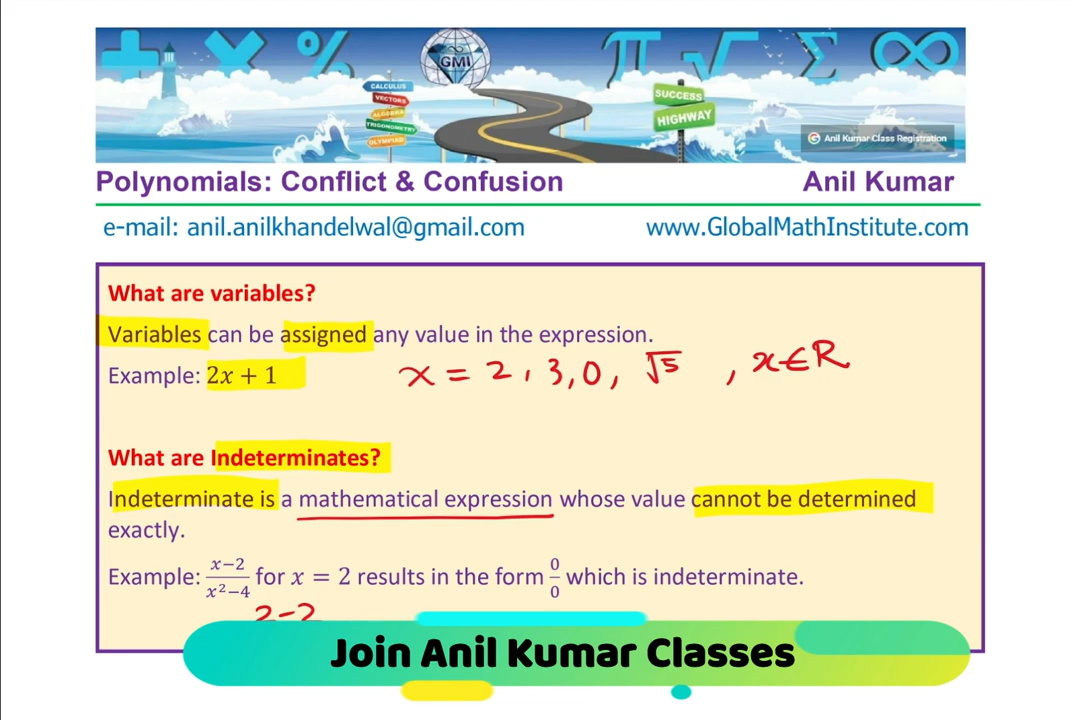 GMI
CALCULUS
VECTORS
ALGEBRA
TRIGONOMETRY
OLYMPIAD
SUCCESS
HIGHWAY
Anil Kumar Class Registration
Polynomials: Conflict & Confusion Anil Kumar
e-mail: anil.anilkhandelwal@gmail.com www.GlobalMathInstitute.com
What are variables?
Variables can be assigned any value in the expression.
Example: 2x + 1 x = 2, 3, 0, √5 , x∈R
What are Indeterminates?
Indeterminate is a mathematical expression whose value cannot be determined
exactly.
Example: (x−2)/(x²−4) for x = 2 results in the form 0/0 which is indeterminate.
2-2
Join Anil Kumar Classes